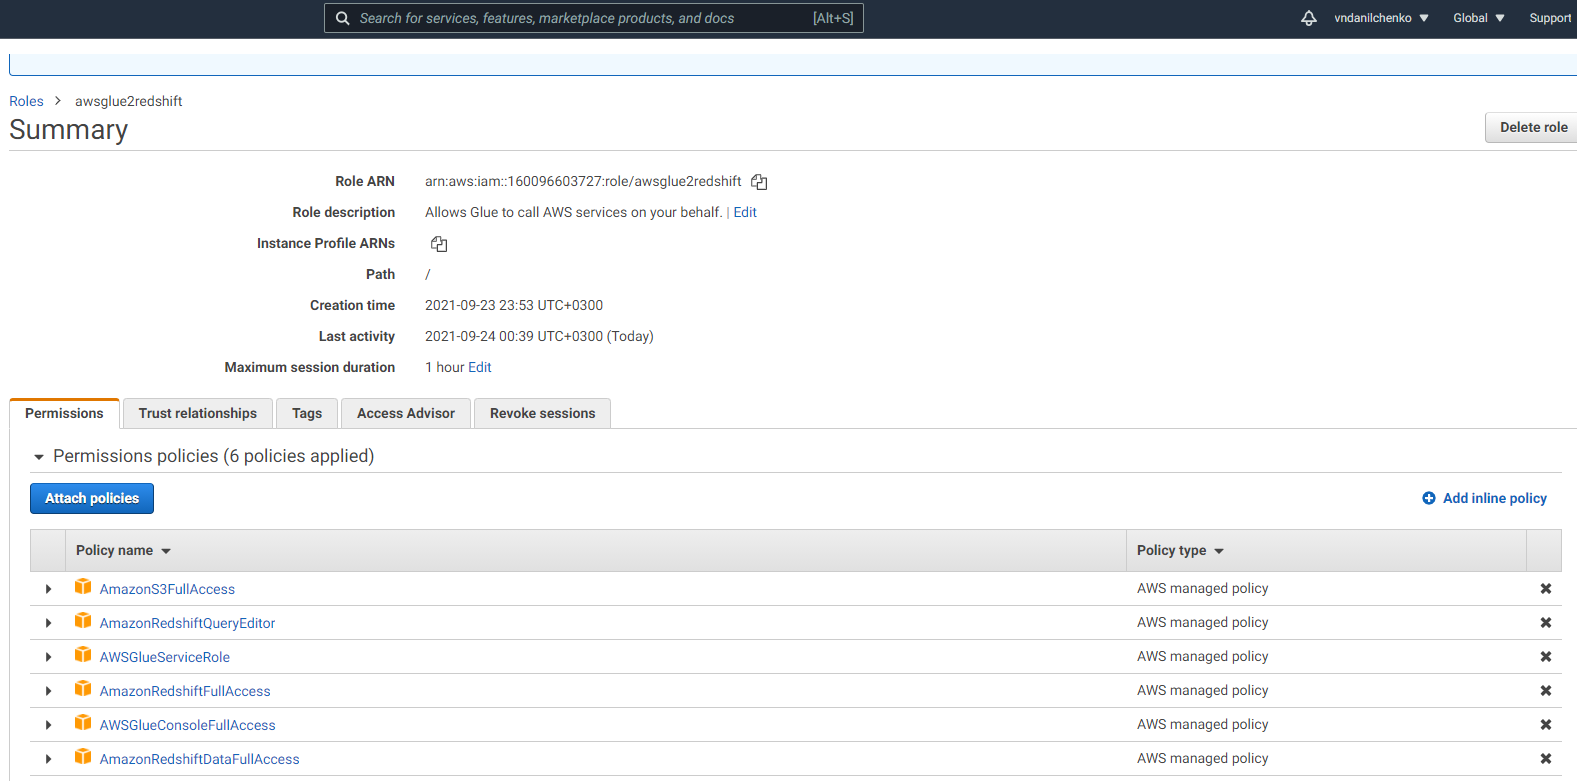 Search for services, features, marketplace products, and docs [Alt+S] vndanilchenko Global Support
Roles awsglue2redshift
Summary
Delete role
Role ARN arn:aws:iam::160096603727:role/awsglue2redshift
Role description Allows Glue to call AWS services on your behalf. | Edit
Instance Profile ARNs
Path /
Creation time 2021-09-23 23:53 UTC+0300
Last activity 2021-09-24 00:39 UTC+0300 (Today)
Maximum session duration 1 hour Edit
Permissions Trust relationships Tags Access Advisor Revoke sessions
Permissions policies (6 policies applied)
Attach policies Add inline policy
Policy name Policy type
AmazonS3FullAccess AWS managed policy
AmazonRedshiftQueryEditor AWS managed policy
AWSGlueServiceRole AWS managed policy
AmazonRedshiftFullAccess AWS managed policy
AWSGlueConsoleFullAccess AWS managed policy
AmazonRedshiftDataFullAccess AWS managed policy